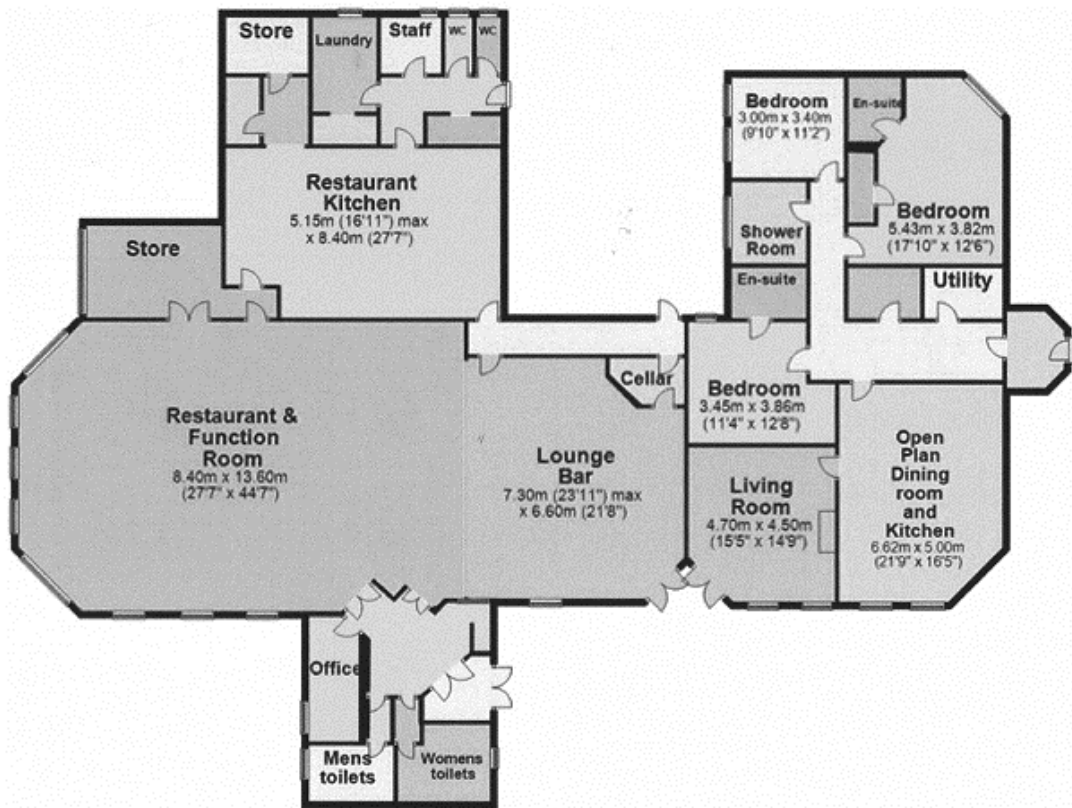 Store
Laundry
Staff
WC
WC
Restaurant
Kitchen
5.15m (16'11") max
x 8.40m (27'7")
Store
Bedroom
3.00m x 3.40m
(9'10" x 11'2")
En-suite
Bedroom
5.43m x 3.82m
(17'10" x 12'6")
Shower
Room
En-suite
Utility
Restaurant &
Function
Room
8.40m x 13.60m
(27'7" x 44'7")
Cellar
Lounge
Bar
7.30m (23'11") max
x 6.60m (21'8")
Bedroom
3.45m x 3.86m
(11'4" x 12'8")
Living
Room
4.70m x 4.50m
(15'5" x 14'9")
Open
Plan
Dining
room
and
Kitchen
6.62m x 5.00m
(21'9" x 16'5")
Office
Mens
toilets
Womens
toilets